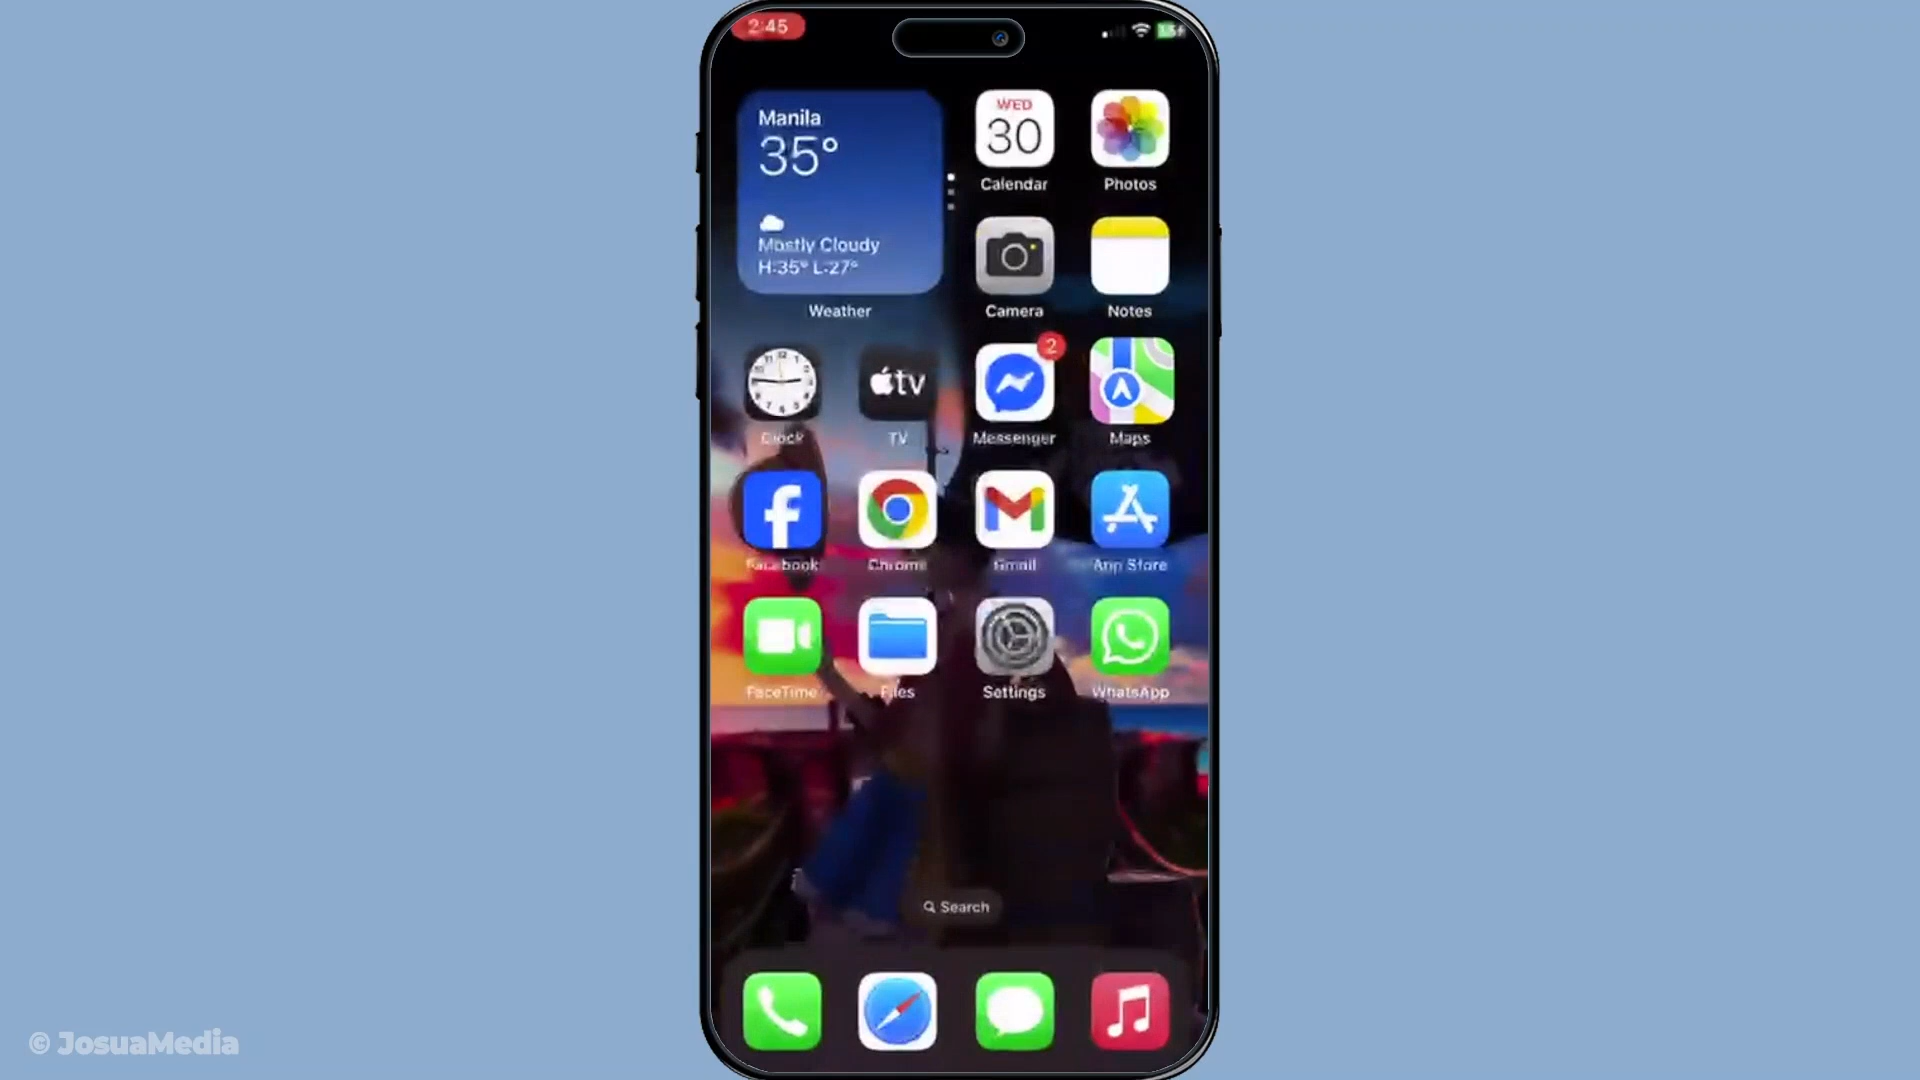 2:45
Manila
35°
Mostly Cloudy
H:35° L:27°
Weather
WED
30
Calendar
Photos
Camera
Notes
tv
2
Clock
TV
Messenger
Maps
Facebook
Chrome
Gmail
App Store
FaceTime
Files
Settings
WhatsApp
Search
© JosuaMedia